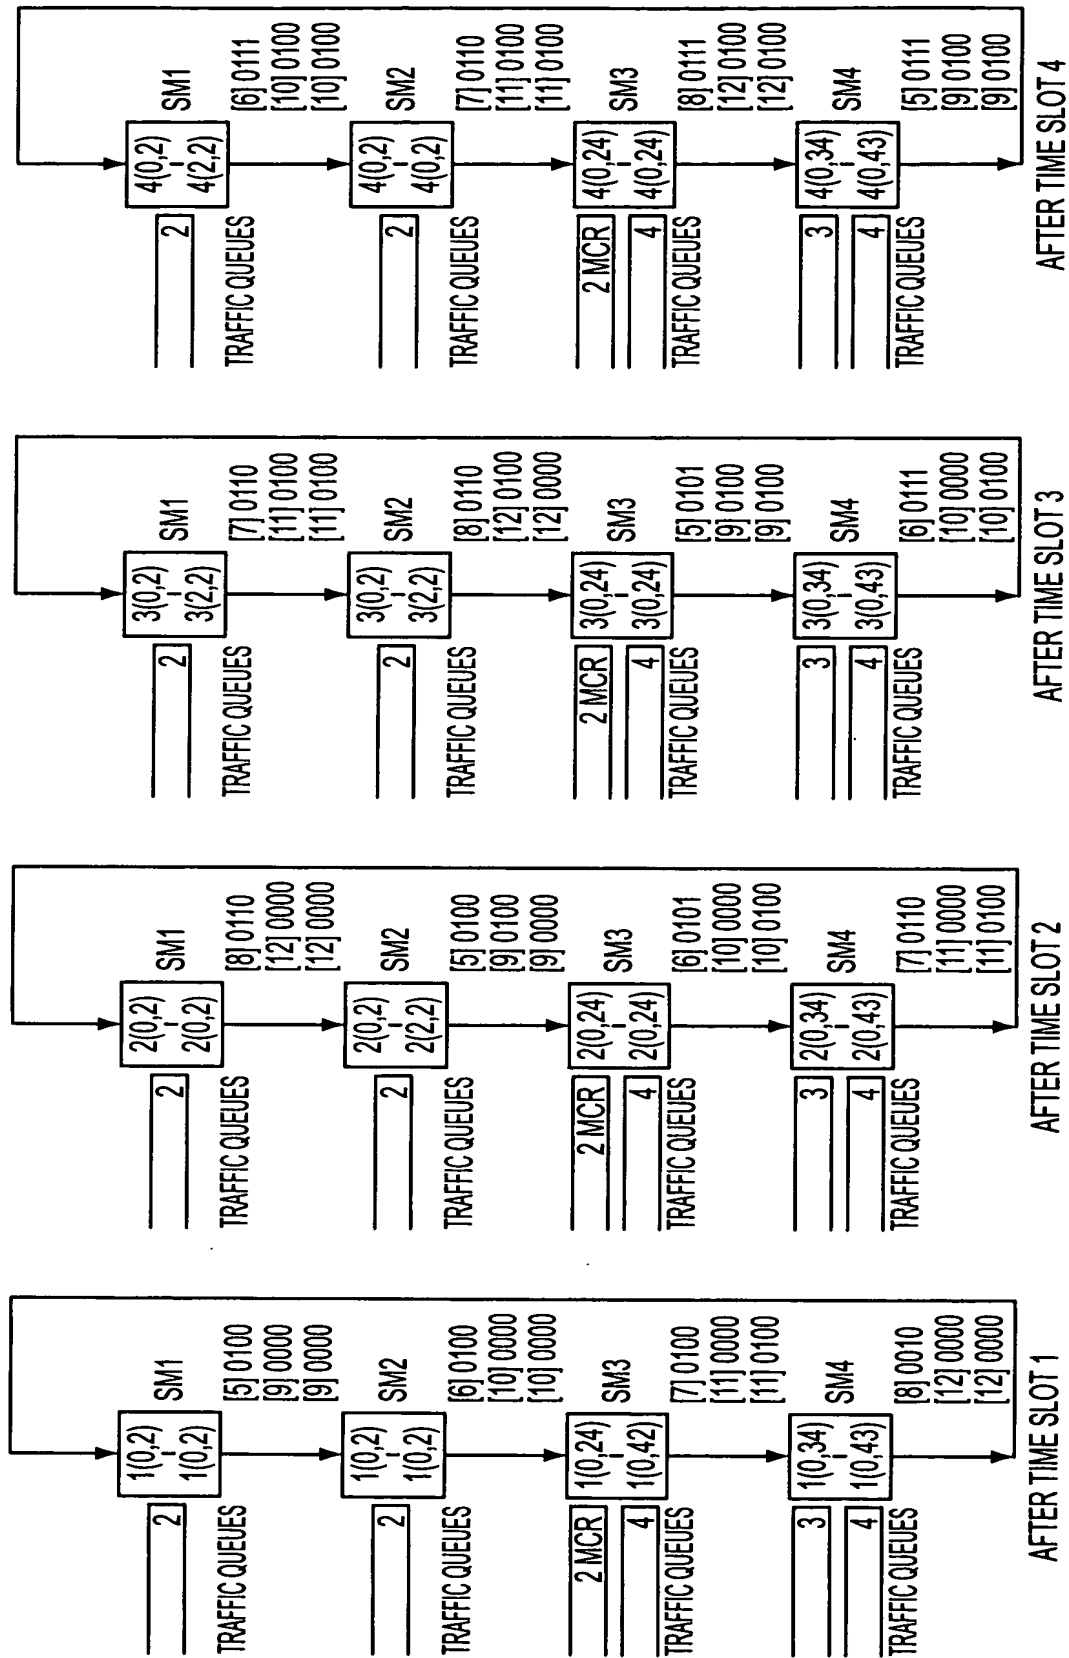 SM1
1(0,2)
1(0,2)
2
TRAFFIC QUEUES
[5] 0100
[9] 0000
[9] 0000
SM2
1(0,2)
1(0,2)
2
TRAFFIC QUEUES
[6] 0100
[10] 0000
[10] 0000
SM3
1(0,24)
1(0,42)
2 MCR
4
TRAFFIC QUEUES
[7] 0100
[11] 0000
[11] 0100
SM4
1(0,34)
1(0,43)
3
4
TRAFFIC QUEUES
[8] 0010
[12] 0000
[12] 0000
AFTER TIME SLOT 1
SM1
2(0,2)
2(0,2)
2
TRAFFIC QUEUES
[8] 0110
[12] 0000
[12] 0000
SM2
2(0,2)
2(2,2)
2
TRAFFIC QUEUES
[5] 0100
[9] 0100
[9] 0000
SM3
2(0,24)
2(0,24)
2 MCR
4
TRAFFIC QUEUES
[6] 0101
[10] 0000
[10] 0100
SM4
2(0,34)
2(0,43)
3
4
TRAFFIC QUEUES
[7] 0110
[11] 0000
[11] 0100
AFTER TIME SLOT 2
SM1
3(0,2)
3(2,2)
2
TRAFFIC QUEUES
[7] 0110
[11] 0100
[11] 0100
SM2
3(0,2)
3(2,2)
2
TRAFFIC QUEUES
[8] 0110
[12] 0100
[12] 0000
SM3
3(0,24)
3(0,24)
2 MCR
4
TRAFFIC QUEUES
[5] 0101
[9] 0100
[9] 0100
SM4
3(0,34)
3(0,43)
3
4
TRAFFIC QUEUES
[6] 0111
[10] 0000
[10] 0100
AFTER TIME SLOT 3
SM1
4(0,2)
4(2,2)
2
TRAFFIC QUEUES
[6] 0111
[10] 0100
[10] 0100
SM2
4(0,2)
4(0,2)
2
TRAFFIC QUEUES
[7] 0110
[11] 0100
[11] 0100
SM3
4(0,24)
4(0,24)
2 MCR
4
TRAFFIC QUEUES
[8] 0111
[12] 0100
[12] 0100
SM4
4(0,34)
4(0,43)
3
4
TRAFFIC QUEUES
[5] 0111
[9] 0100
[9] 0100
AFTER TIME SLOT 4